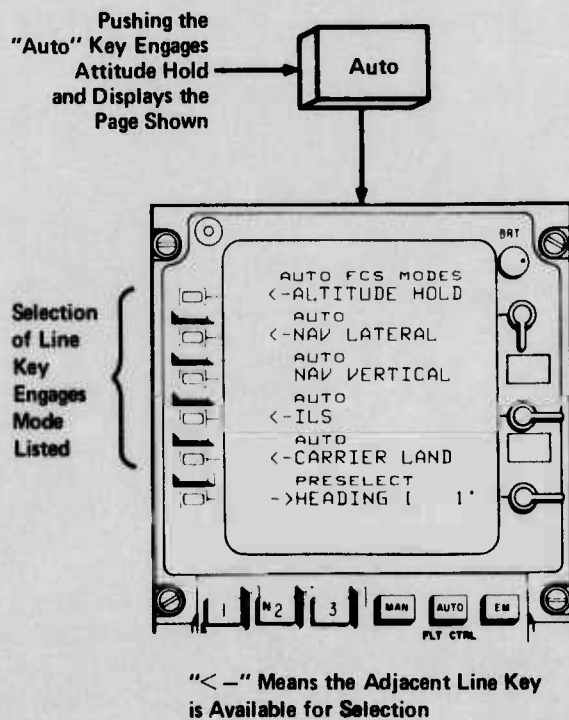 Pushing the
"Auto" Key Engages
Attitude Hold
and Displays the
Page Shown
Auto
BRT
AUTO FCS MODES
<-ALTITUDE HOLD
AUTO
<-NAV LATERAL
AUTO
NAV VERTICAL
AUTO
<-ILS
AUTO
<-CARRIER LAND
PRESELECT
->HEADING [ 1'
Selection
of Line
Key
Engages
Mode
Listed
1 N2 3 MAN AUTO EM
FLT CTRL
"< –" Means the Adjacent Line Key
is Available for Selection